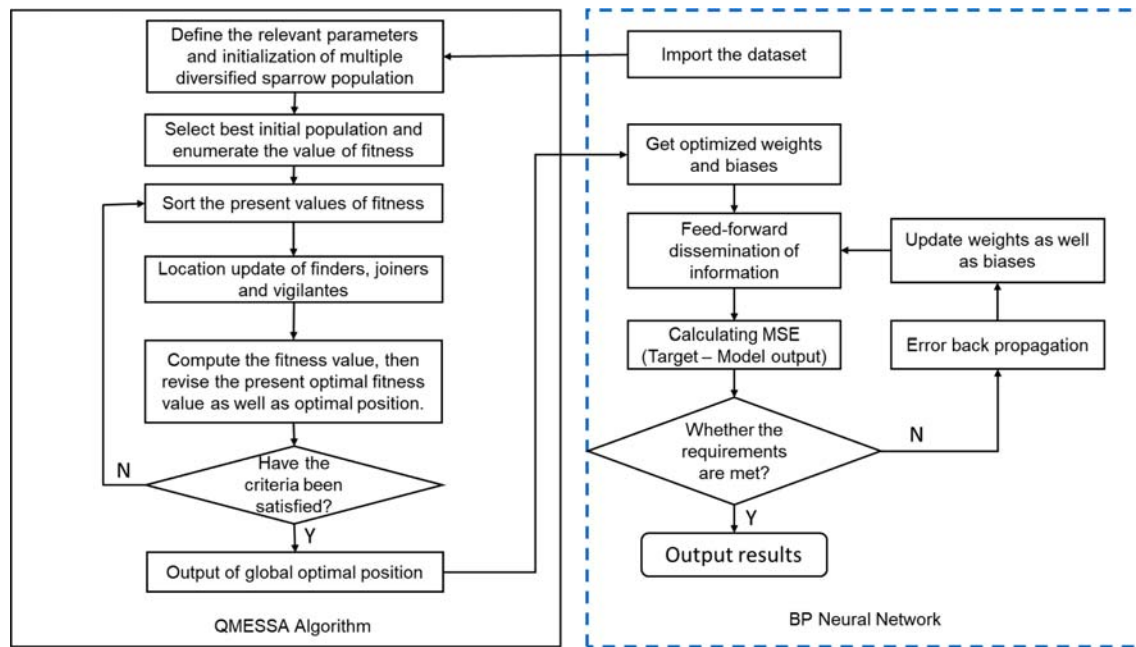 Define the relevant parameters
and initialization of multiple
diversified sparrow population
Select best initial population and
enumerate the value of fitness
Sort the present values of fitness
Location update of finders, joiners
and vigilantes
Compute the fitness value, then
revise the present optimal fitness
value as well as optimal position.
N
Have the
criteria been
satisfied?
Y
Output of global optimal position
QMESSA Algorithm
Import the dataset
Get optimized weights
and biases
Feed-forward
dissemination of
information
Update weights as well
as biases
Calculating MSE
(Target – Model output)
Error back propagation
Whether the
requirements
are met?
N
Y
Output results
BP Neural Network